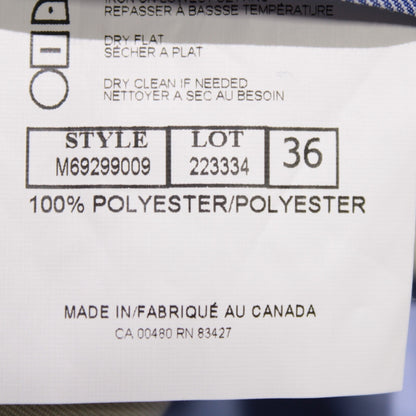 REPASSER A BASSSE TEMPÉRATURE
DRY FLAT
SÉCHER A PLAT
DRY CLEAN IF NEEDED
NETTOYER A SEC AU BESOIN
STYLE LOT 36
M69299009 223334
100% POLYESTER/POLYESTER
MADE IN/FABRIQUÉ AU CANADA
CA 00480 RN 83427